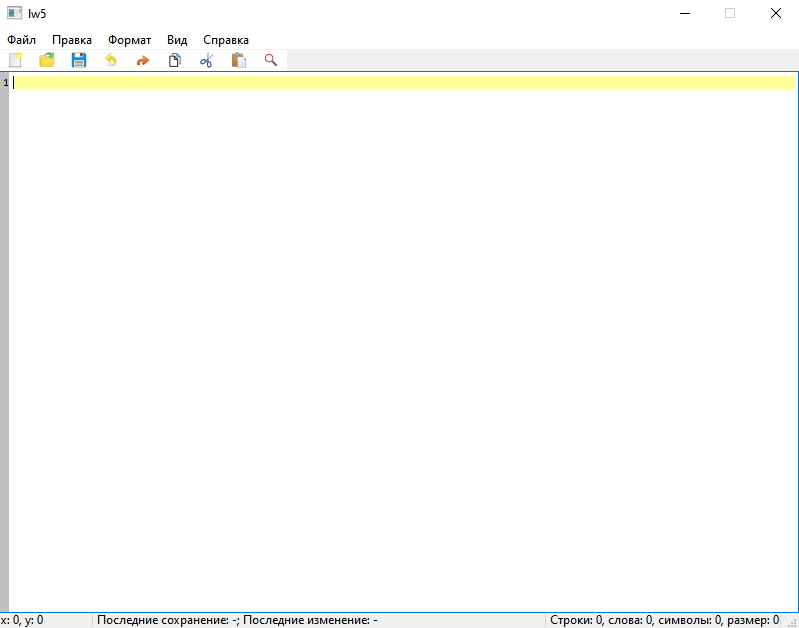 lw5
Файл Правка Формат Вид Справка
1
x: 0, y: 0 Последние сохранение: -; Последние изменение: - Строки: 0, слова: 0, символы: 0, размер: 0